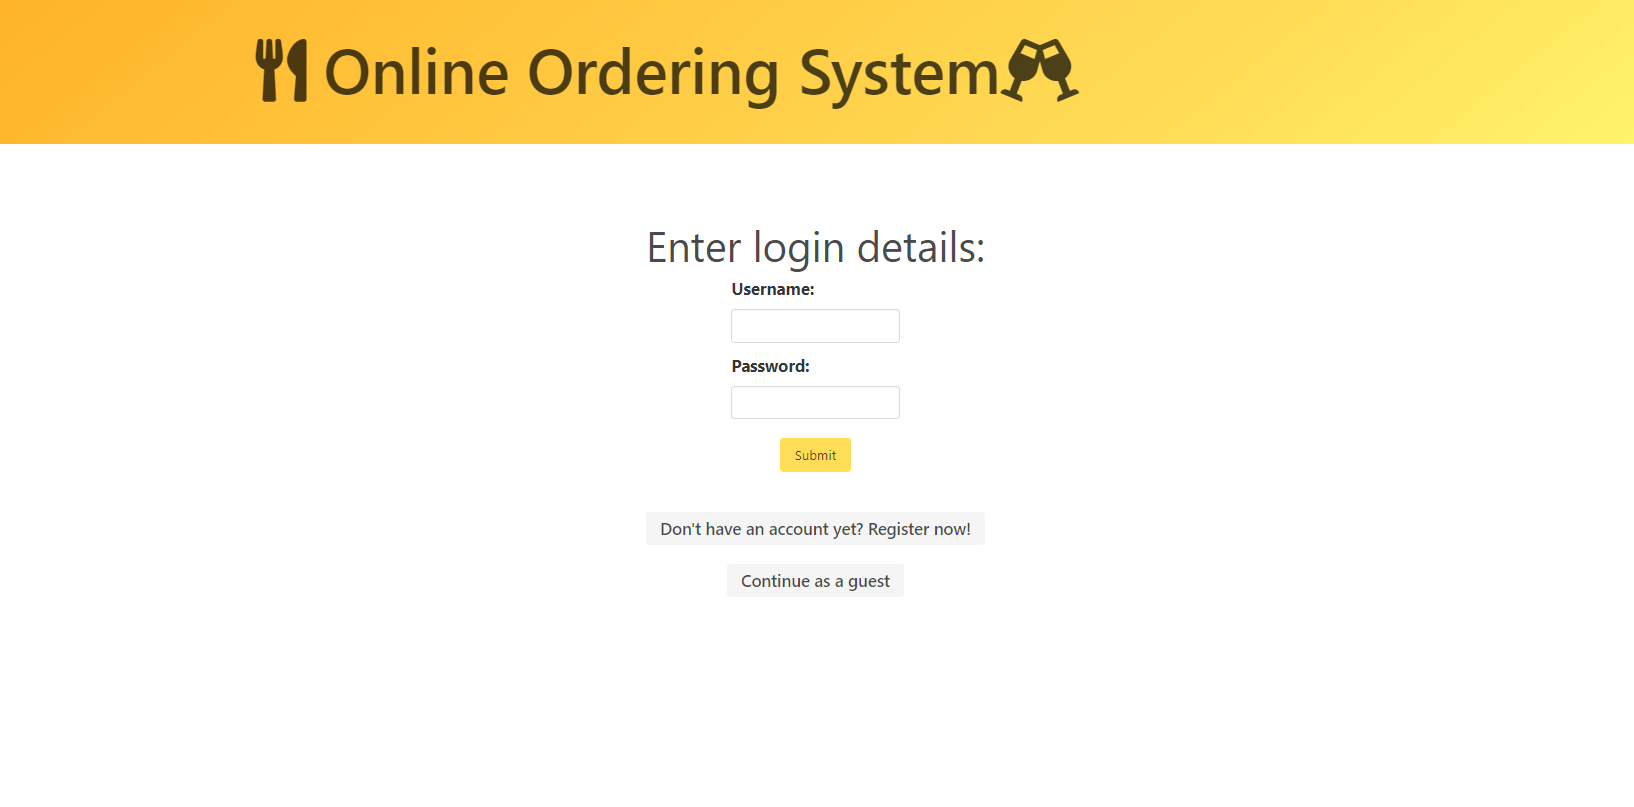 Online Ordering System
Enter login details:
Username:
Password:
Submit
Don't have an account yet? Register now!
Continue as a guest